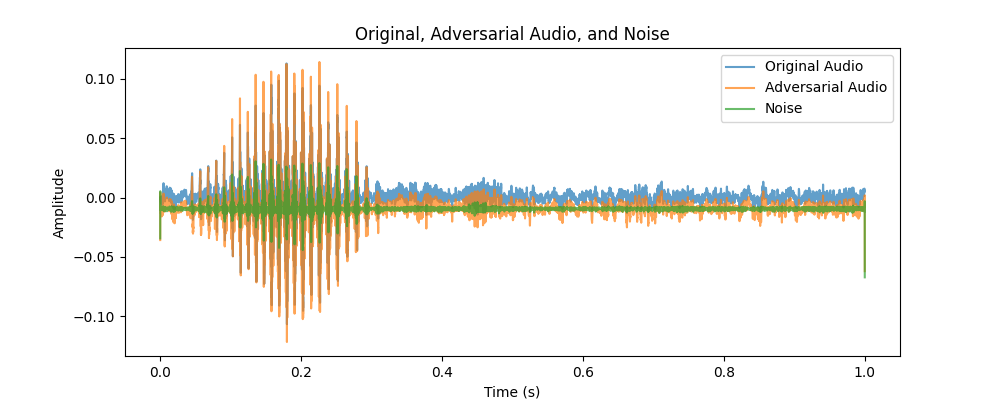 Original, Adversarial Audio, and Noise
Original Audio
Adversarial Audio
Noise
Amplitude
0.10
0.05
0.00
−0.05
−0.10
0.0
0.2
0.4
0.6
0.8
1.0
Time (s)